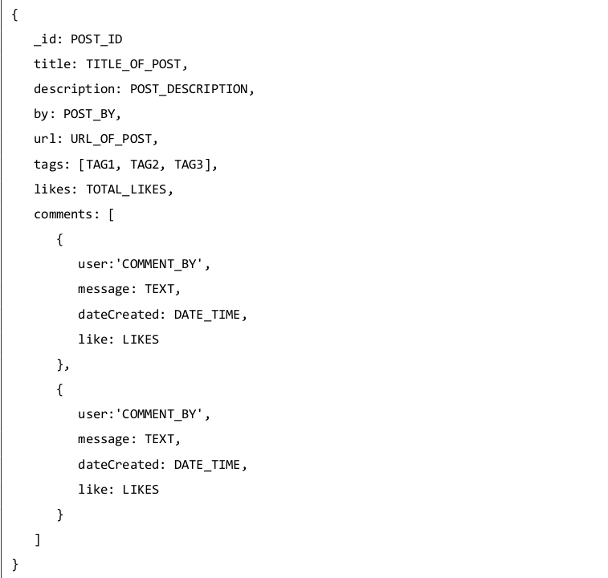 {
   _id: POST_ID
   title: TITLE_OF_POST,
   description: POST_DESCRIPTION,
   by: POST_BY,
   url: URL_OF_POST,
   tags: [TAG1, TAG2, TAG3],
   likes: TOTAL_LIKES,
   comments: [
      {
         user:'COMMENT_BY',
         message: TEXT,
         dateCreated: DATE_TIME,
         like: LIKES
      },
      {
         user:'COMMENT_BY',
         message: TEXT,
         dateCreated: DATE_TIME,
         like: LIKES
      }
   ]
}